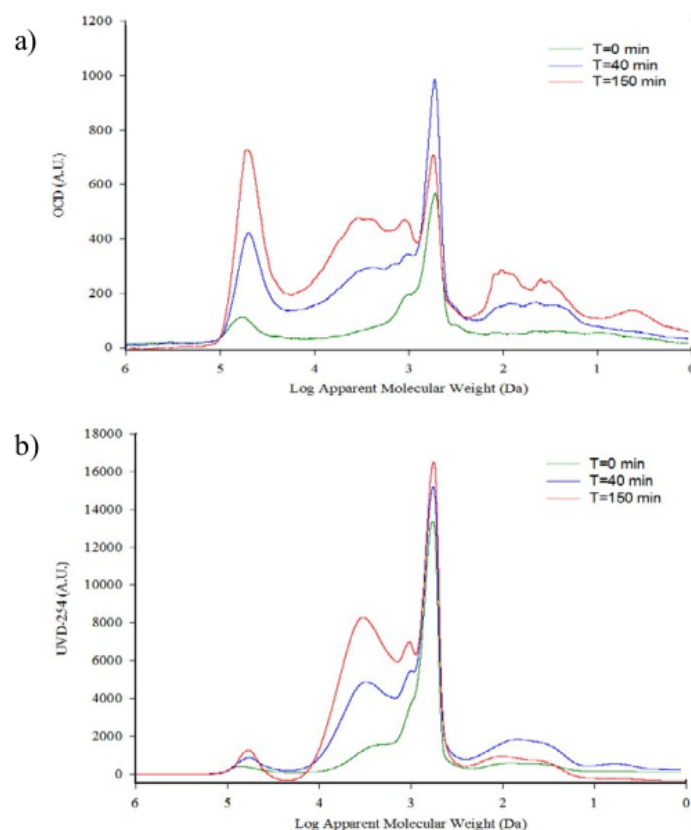 a)
1200
1000
800
600
400
200
0
OCD (A.U.)
T=0 min
T=40 min
T=150 min
6 5 4 3 2 1 0
Log Apparent Molecular Weight (Da)
b)
18000
16000
14000
12000
10000
8000
6000
4000
2000
0
UVD-254 (A.U.)
T=0 min
T=40 min
T=150 min
6 5 4 3 2 1 0
Log Apparent Molecular Weight (Da)